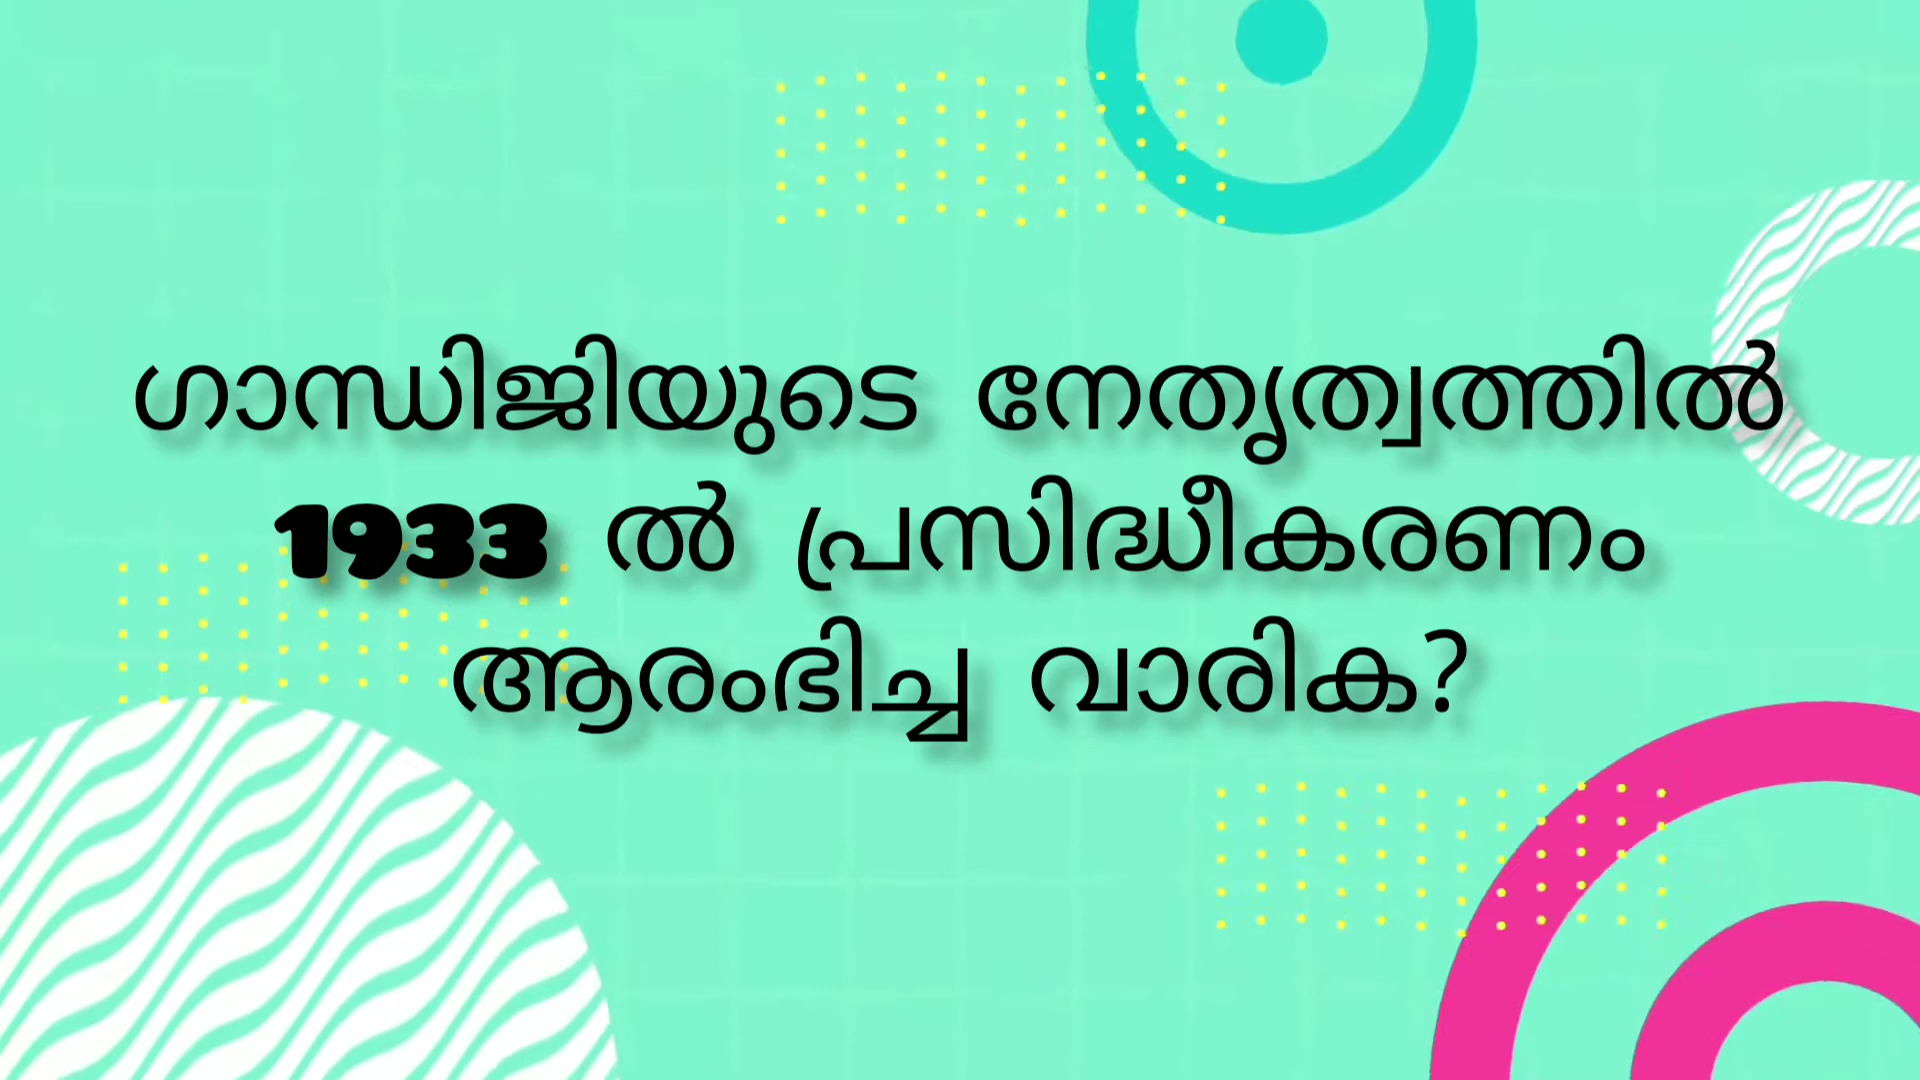 ഗാന്ധിജിയുടെ നേതൃത്വത്തിൽ
1933 ൽ പ്രസിദ്ധീകരണം
ആരംഭിച്ച വാരിക?